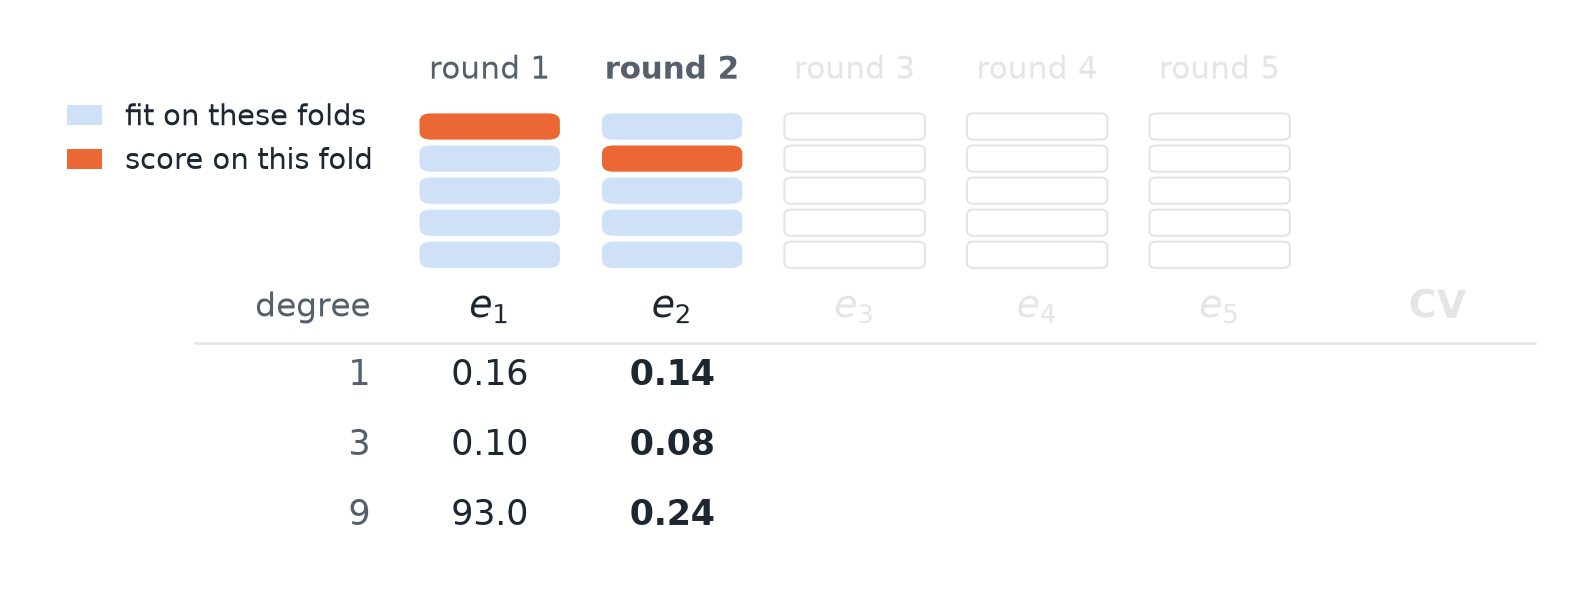 round 1 round 2 round 3 round 4 round 5
fit on these folds
score on this fold
degree e1 e2 e3 e4 e5 CV
1 0.16 0.14
3 0.10 0.08
9 93.0 0.24